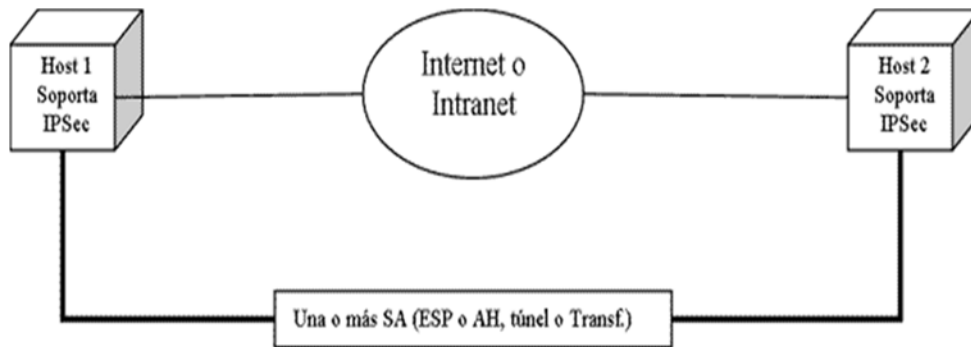 Host 1
Soporta
IPSec
Internet o
Intranet
Host 2
Soporta
IPSec
Una o más SA (ESP o AH, túnel o Transf.)